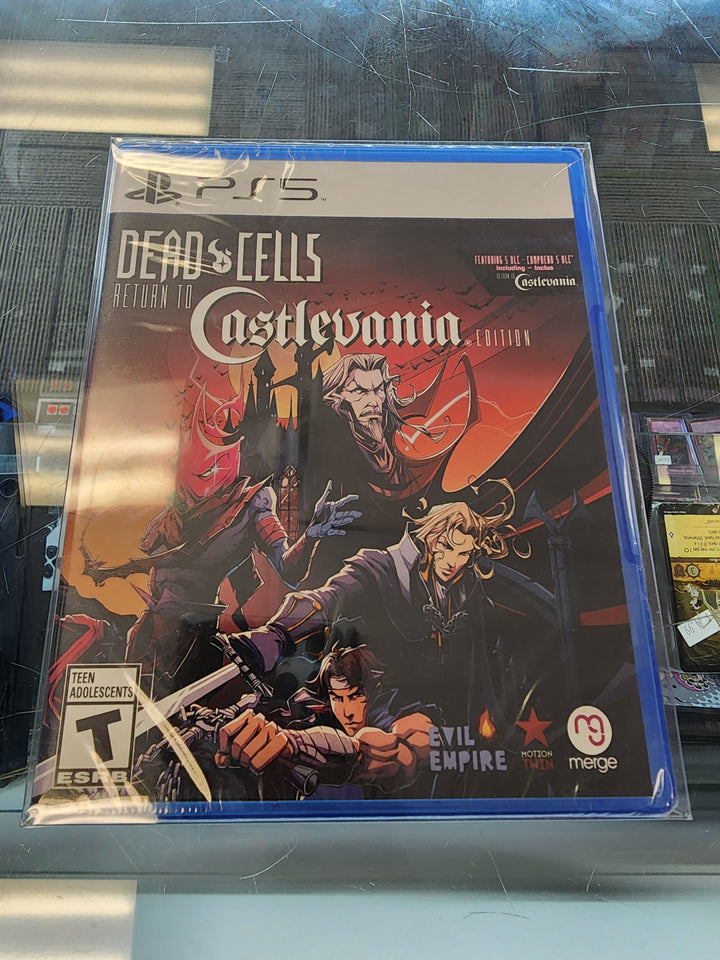 PS5
DEAD CELLS
RETURN TO
Castlevania
EDITION
FEATURING 5 DLC - COMPREND 5 DLC
Including - Inclus
RETURN TO
Castlevania
TEEN
ADOLESCENTS
T
ESRB
EVIL
EMPIRE
MOTION
TWIN
merge